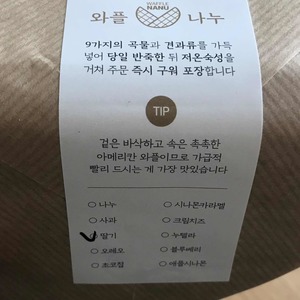 와플 WAFFLE NANU 나누
9가지의 곡물과 견과류를 가득
넣어 당일 반죽한 뒤 저온숙성을
거쳐 주문 즉시 구워 포장합니다
TIP
겉은 바삭하고 속은 촉촉한
아메리칸 와플이므로 가급적
빨리 드시는 게 가장 맛있습니다
나누 시나몬카라멜
사과 크림치즈
딸기 누텔라
오레오 블루베리
초코칩 애플시나몬